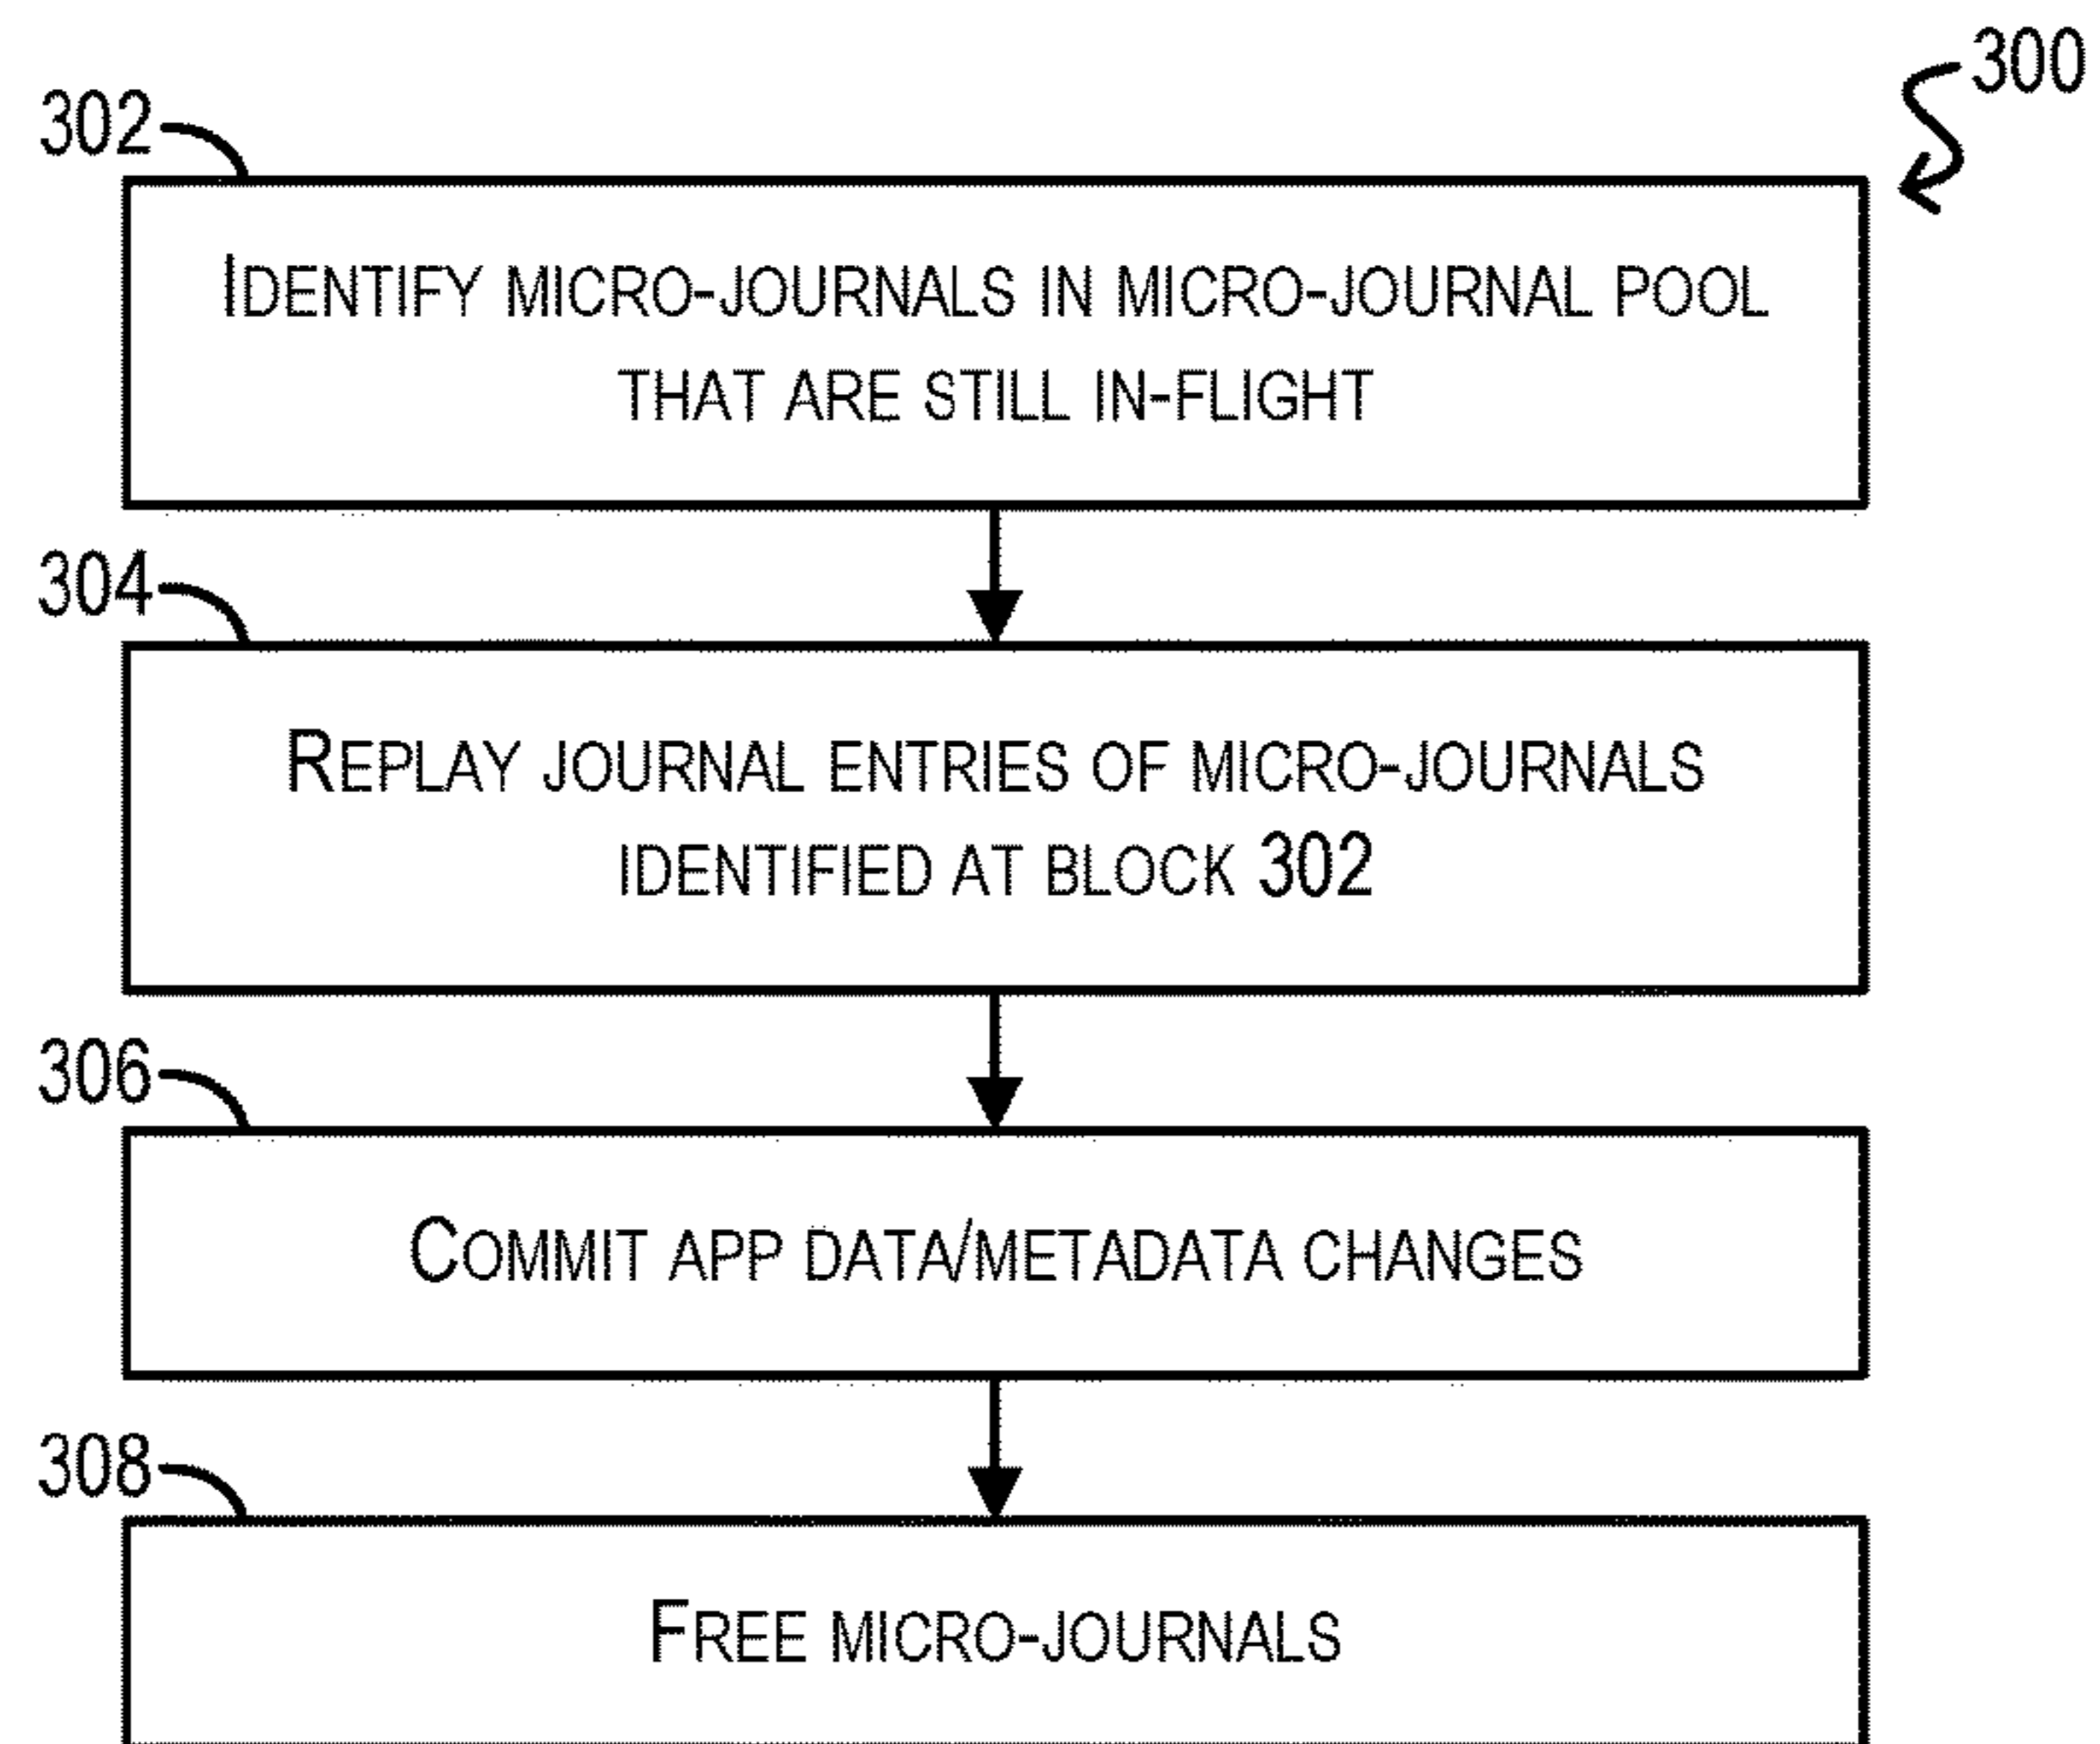 300
302
IDENTIFY MICRO-JOURNALS IN MICRO-JOURNAL POOL
THAT ARE STILL IN-FLIGHT
304
REPLAY JOURNAL ENTRIES OF MICRO-JOURNALS
IDENTIFIED AT BLOCK 302
306
COMMIT APP DATA/METADATA CHANGES
308
FREE MICRO-JOURNALS